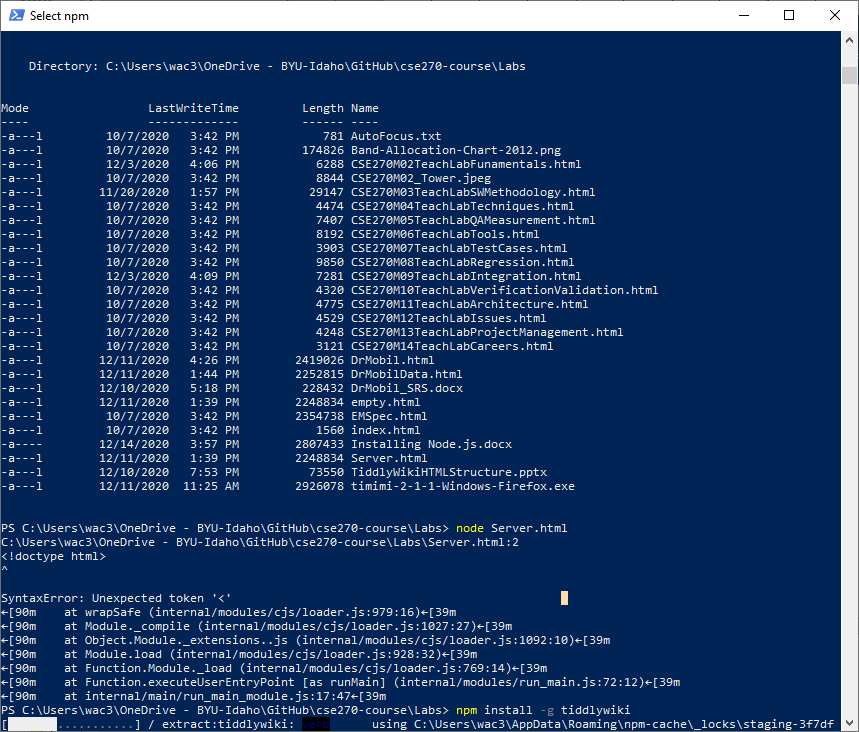 Select npm
Directory: C:\Users\wac3\OneDrive - BYU-Idaho\GitHub\cse270-course\Labs
Mode LastWriteTime Length Name
---- ------------- ------ ----
-a---l 10/7/2020 3:42 PM 781 AutoFocus.txt
-a---l 10/7/2020 3:42 PM 174826 Band-Allocation-Chart-2012.png
-a---l 12/3/2020 4:06 PM 6288 CSE270M02TeachLabFunamentals.html
-a---l 10/7/2020 3:42 PM 8844 CSE270M02_Tower.jpeg
-a---l 11/20/2020 1:57 PM 29147 CSE270M03TeachLabSWMethodology.html
-a---l 10/7/2020 3:42 PM 4474 CSE270M04TeachLabTechniques.html
-a---l 10/7/2020 3:42 PM 7407 CSE270M05TeachLabQAMeasurement.html
-a---l 10/7/2020 3:42 PM 8192 CSE270M06TeachLabTools.html
-a---l 10/7/2020 3:42 PM 3903 CSE270M07TeachLabTestCases.html
-a---l 10/7/2020 3:42 PM 9850 CSE270M08TeachLabRegression.html
-a---l 12/3/2020 4:09 PM 7281 CSE270M09TeachLabIntegration.html
-a---l 10/7/2020 3:42 PM 4320 CSE270M10TeachLabVerificationValidation.html
-a---l 10/7/2020 3:42 PM 4775 CSE270M11TeachLabArchitecture.html
-a---l 10/7/2020 3:42 PM 4529 CSE270M12TeachLabIssues.html
-a---l 10/7/2020 3:42 PM 4248 CSE270M13TeachLabProjectManagement.html
-a---l 10/7/2020 3:42 PM 3121 CSE270M14TeachLabCareers.html
-a---l 12/11/2020 4:26 PM 2419026 DrMobil.html
-a---l 12/11/2020 1:44 PM 2252815 DrMobilData.html
-a---l 12/10/2020 5:18 PM 228432 DrMobil_SRS.docx
-a---l 12/11/2020 1:39 PM 2248834 empty.html
-a---l 10/7/2020 3:42 PM 2354738 EMSpec.html
-a---l 10/7/2020 3:42 PM 1560 index.html
-a---- 12/14/2020 3:57 PM 2807433 Installing Node.js.docx
-a---l 12/11/2020 1:39 PM 2248834 Server.html
-a---l 12/10/2020 7:53 PM 73550 TiddlyWikiHTMLStructure.pptx
-a---l 12/11/2020 11:25 AM 2926078 timimi-2-1-1-Windows-Firefox.exe
PS C:\Users\wac3\OneDrive - BYU-Idaho\GitHub\cse270-course\Labs> node Server.html
C:\Users\wac3\OneDrive - BYU-Idaho\GitHub\cse270-course\Labs\Server.html:2
<!doctype html>
^
SyntaxError: Unexpected token '<'
←[90m at wrapSafe (internal/modules/cjs/loader.js:979:16)←[39m
←[90m at Module._compile (internal/modules/cjs/loader.js:1027:27)←[39m
←[90m at Object.Module._extensions..js (internal/modules/cjs/loader.js:1092:10)←[39m
←[90m at Module.load (internal/modules/cjs/loader.js:928:32)←[39m
←[90m at Function.Module._load (internal/modules/cjs/loader.js:769:14)←[39m
←[90m at Function.executeUserEntryPoint [as runMain] (internal/modules/run_main.js:72:12)←[39m
←[90m at internal/main/run_main_module.js:17:47←[39m
PS C:\Users\wac3\OneDrive - BYU-Idaho\GitHub\cse270-course\Labs> npm install -g tiddlywiki
[ ...........] / extract:tiddlywiki: verb using C:\Users\wac3\AppData\Roaming\npm-cache\_locks\staging-3f7df